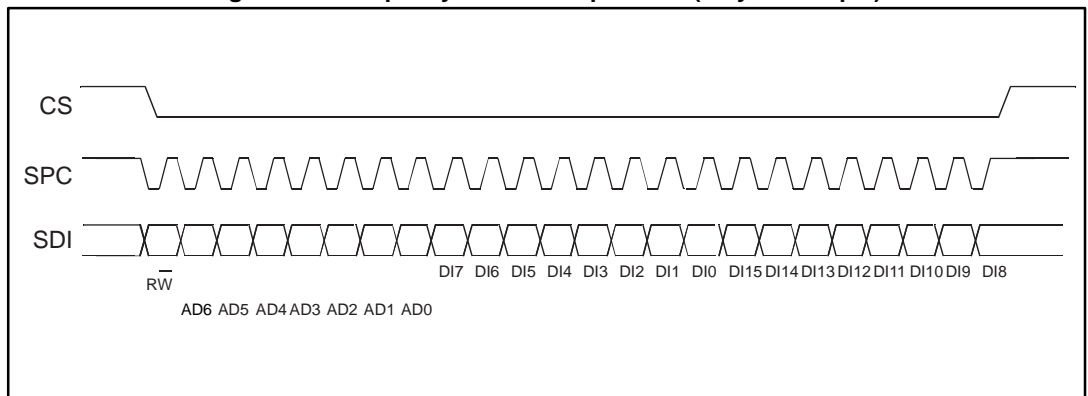 CS
SPC
SDI
RW̅
DI7 DI6 DI5 DI4 DI3 DI2 DI1 DI0 DI15 DI14 DI13 DI12 DI11 DI10 DI9 DI8
AD6 AD5 AD4 AD3 AD2 AD1 AD0